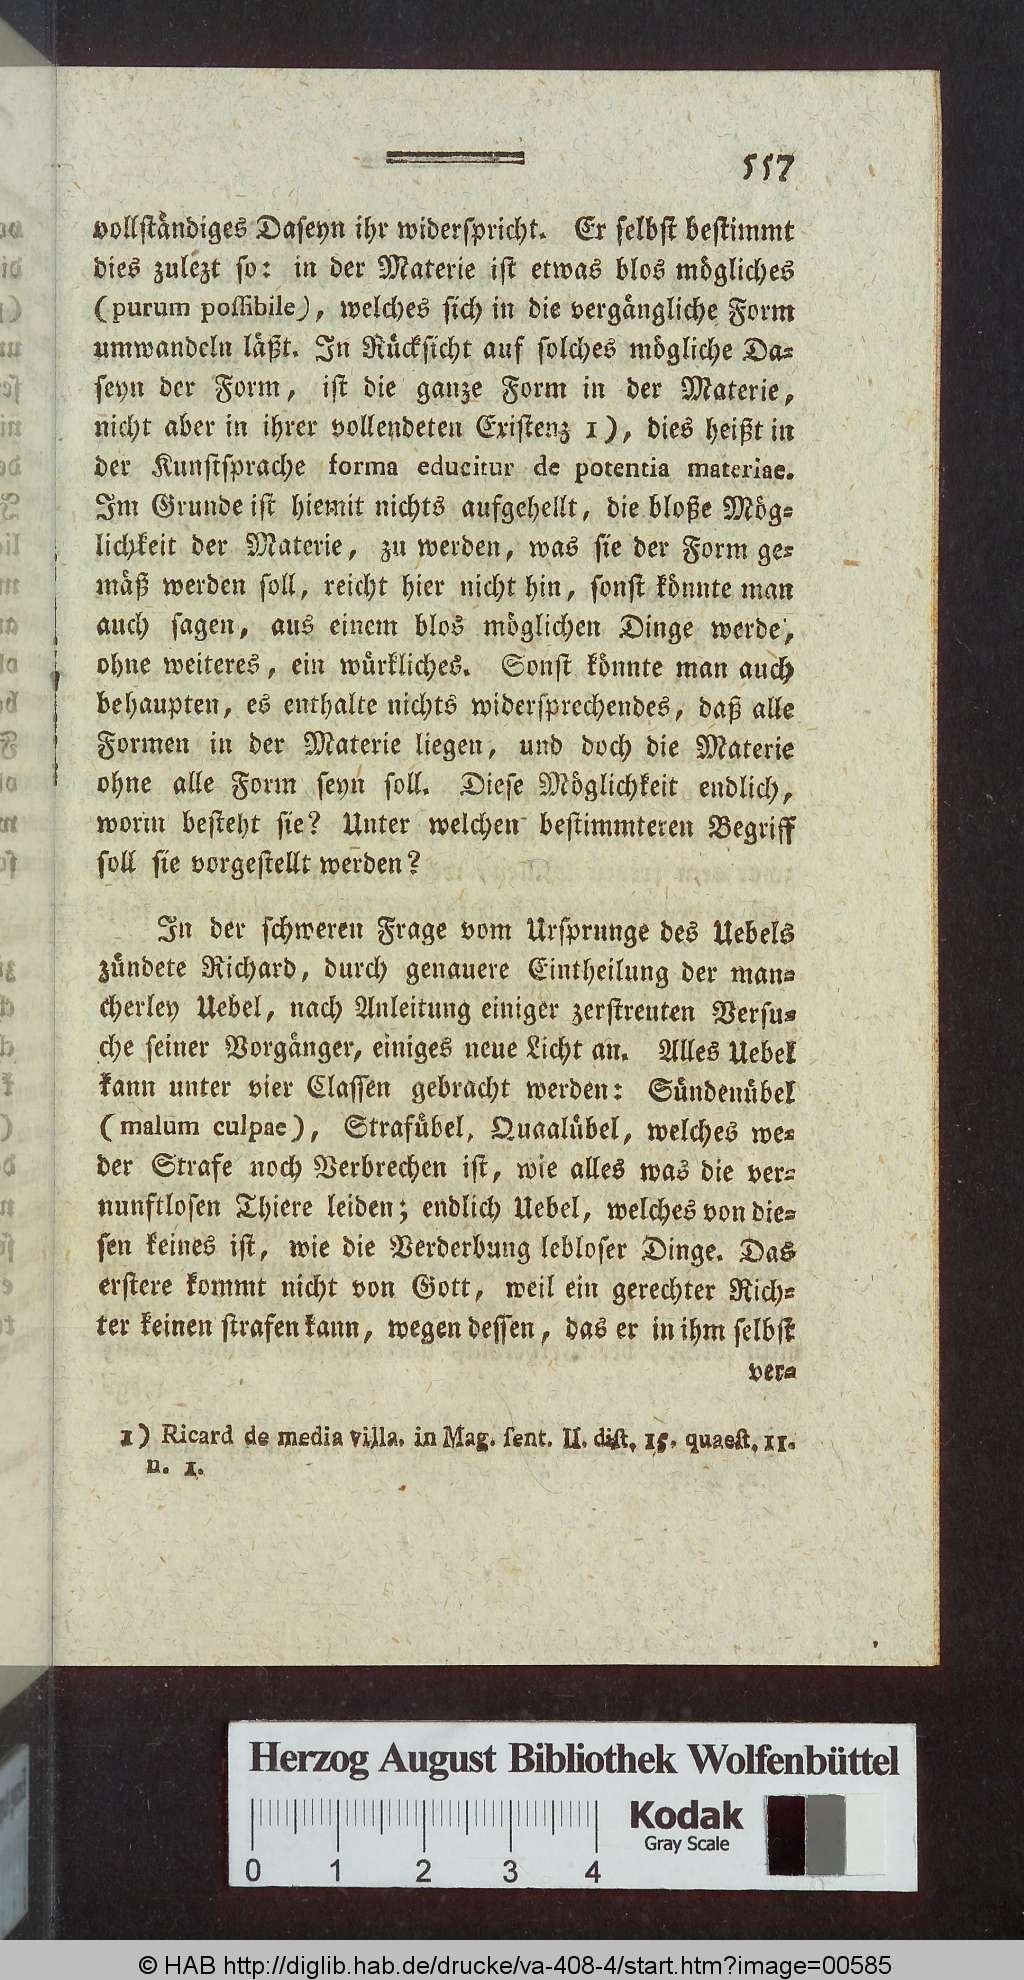 557
vollständiges Daseyn ihr widerspricht. Er selbst bestimmt
dies zulezt so: in der Materie ist etwas blos mögliches
(purum possibile), welches sich in die vergängliche Form
umwandeln läßt. In Rücksicht auf solches mögliche Da-
seyn der Form, ist die ganze Form in der Materie,
nicht aber in ihrer vollendeten Existenz 1), dies heißt in
der Kunstsprache forma educitur de potentia materiae.
Im Grunde ist hiemit nichts aufgehellt, die bloße Mög-
lichkeit der Materie, zu werden, was sie der Form ge-
mäß werden soll, reicht hier nicht hin, sonst könnte man
auch sagen, aus einem blos möglichen Dinge werde,
ohne weiteres, ein würkliches. Sonst könnte man auch
behaupten, es enthalte nichts widersprechendes, daß alle
Formen in der Materie liegen, und doch die Materie
ohne alle Form seyn soll. Diese Möglichkeit endlich,
worin besteht sie? Unter welchen bestimmteren Begriff
soll sie vorgestellt werden?
In der schweren Frage vom Ursprunge des Uebels
zündete Richard, durch genauere Eintheilung der man-
cherley Uebel, nach Anleitung einiger zerstreuten Versu-
che seiner Vorgänger, einiges neue Licht an. Alles Uebel
kann unter vier Classen gebracht werden: Sündenübel
(malum culpae), Strafübel, Quaalübel, welches we-
der Strafe noch Verbrechen ist, wie alles was die ver-
nunftlosen Thiere leiden; endlich Uebel, welches von die-
sen keines ist, wie die Verderbung lebloser Dinge. Das
erstere kommt nicht von Gott, weil ein gerechter Rich-
ter keinen strafen kann, wegen dessen, das er in ihm selbst
ver-
1) Ricard de media villa. in Mag. sent. II. dist. 15. quaest. 11.
n. 1.
Herzog August Bibliothek Wolfenbüttel
Kodak
Gray Scale
0 1 2 3 4
© HAB http://diglib.hab.de/drucke/va-408-4/start.htm?image=00585